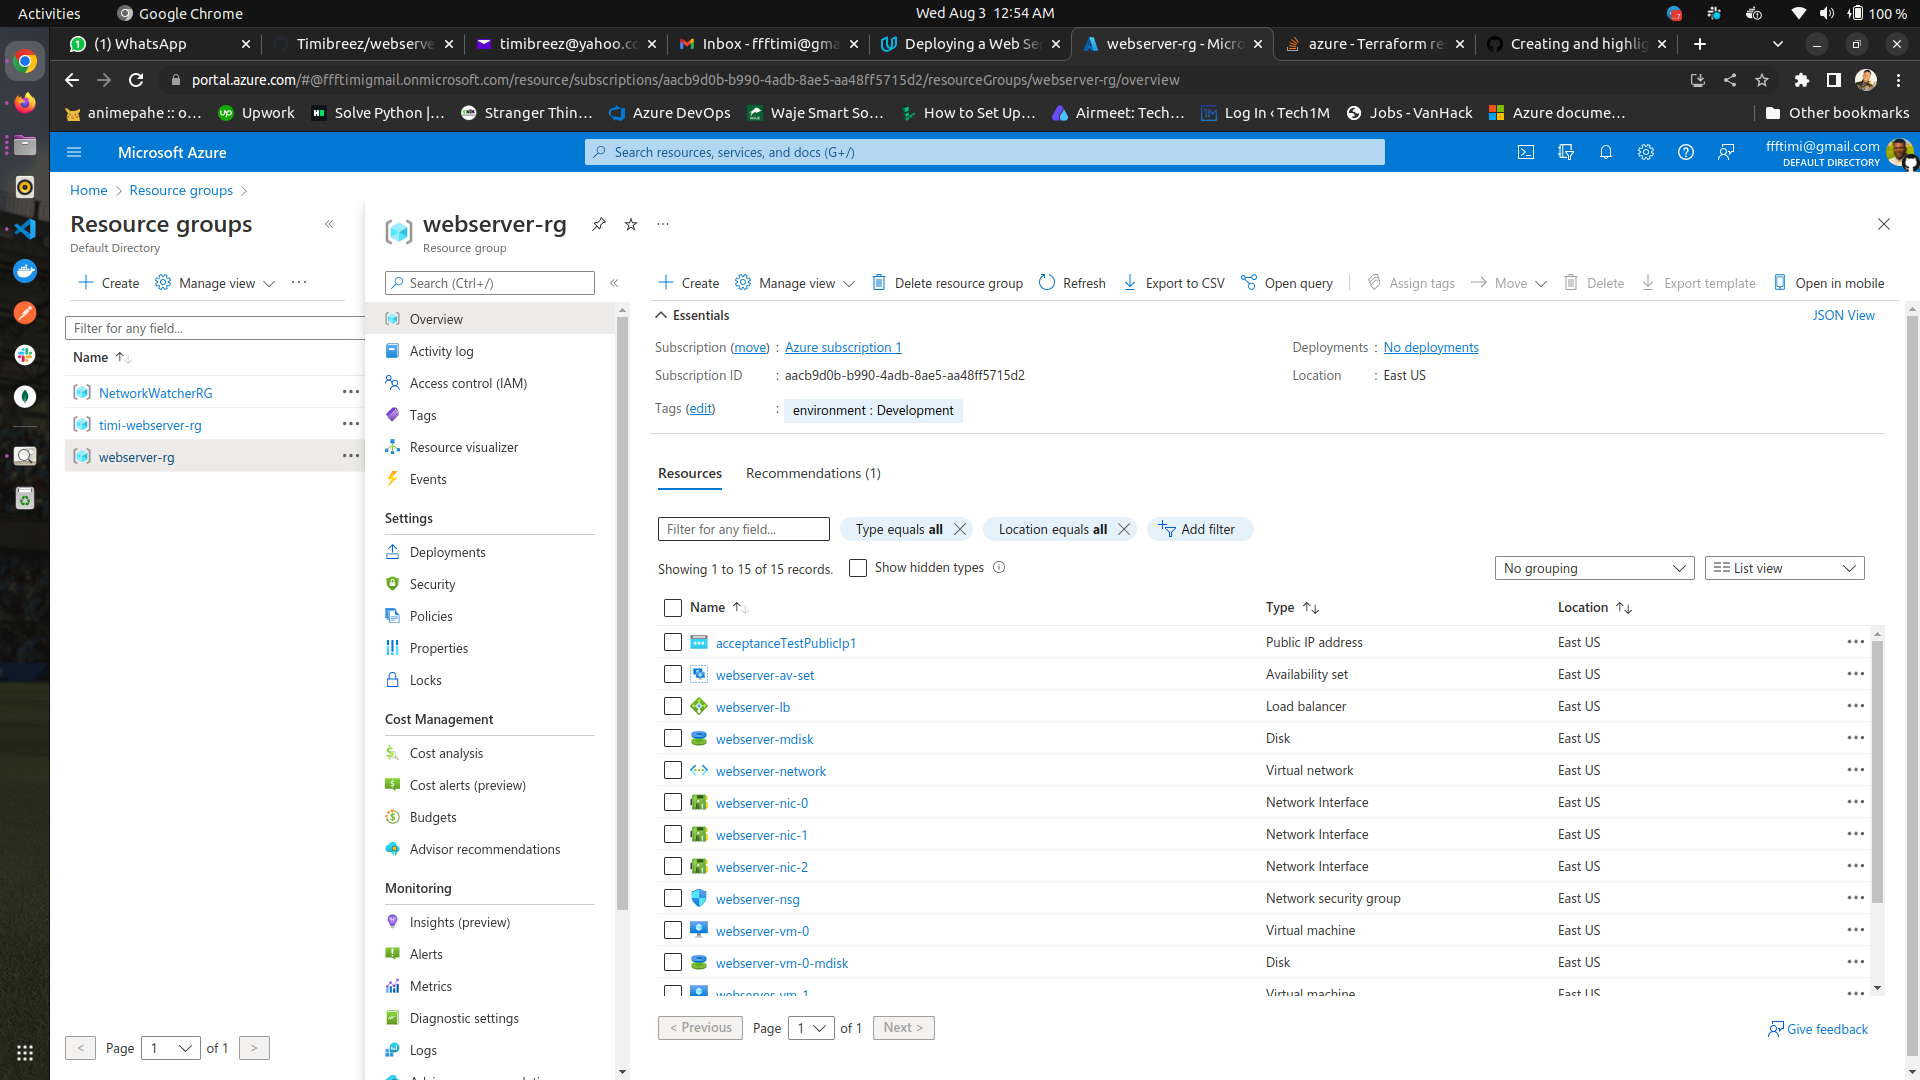 Activities
Google Chrome
Wed Aug 3 12:54 AM
100 %
(1) WhatsApp
Timibreez/webserve
timibreez@yahoo.co
Inbox - ffftimi@gma
Deploying a Web Ser
webserver-rg - Micro
azure - Terraform re
Creating and highlig
portal.azure.com/#@ffftimigmail.onmicrosoft.com/resource/subscriptions/aacb9d0b-b990-4adb-8ae5-aa48ff5715d2/resourceGroups/webserver-rg/overview
animepahe :: o…
Upwork
Solve Python |…
Stranger Thin…
Azure DevOps
Waje Smart So…
How to Set Up…
Airmeet: Tech…
Log In ‹ Tech1M
Jobs - VanHack
Azure docume…
Other bookmarks
Microsoft Azure
Search resources, services, and docs (G+/)
ffftimi@gmail.com
DEFAULT DIRECTORY
Home
Resource groups
Resource groups
Default Directory
Create
Manage view
Filter for any field...
Name
NetworkWatcherRG
timi-webserver-rg
webserver-rg
< Page 1 of 1 >
webserver-rg
Resource group
Search (Ctrl+/)
Overview
Activity log
Access control (IAM)
Tags
Resource visualizer
Events
Settings
Deployments
Security
Policies
Properties
Locks
Cost Management
Cost analysis
Cost alerts (preview)
Budgets
Advisor recommendations
Monitoring
Insights (preview)
Alerts
Metrics
Diagnostic settings
Logs
Create
Manage view
Delete resource group
Refresh
Export to CSV
Open query
Assign tags
Move
Delete
Export template
Open in mobile
Essentials
JSON View
Subscription (move) : Azure subscription 1
Deployments : No deployments
Subscription ID : aacb9d0b-b990-4adb-8ae5-aa48ff5715d2
Location : East US
Tags (edit) : environment : Development
Resources
Recommendations (1)
Filter for any field...
Type equals all
Location equals all
Add filter
Showing 1 to 15 of 15 records.
Show hidden types
No grouping
List view
Name Type Location
acceptanceTestPublicIp1 Public IP address East US
webserver-av-set Availability set East US
webserver-lb Load balancer East US
webserver-mdisk Disk East US
webserver-network Virtual network East US
webserver-nic-0 Network Interface East US
webserver-nic-1 Network Interface East US
webserver-nic-2 Network Interface East US
webserver-nsg Network security group East US
webserver-vm-0 Virtual machine East US
webserver-vm-0-mdisk Disk East US
webserver-vm-1 Virtual machine East US
< Previous Page 1 of 1 Next >
Give feedback